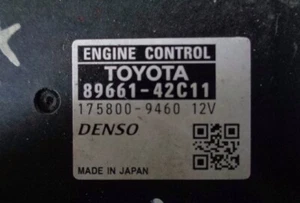 ENGINE CONTROL
TOYOTA
89661-42C11
175800-9460 12V
DENSO
MADE IN JAPAN